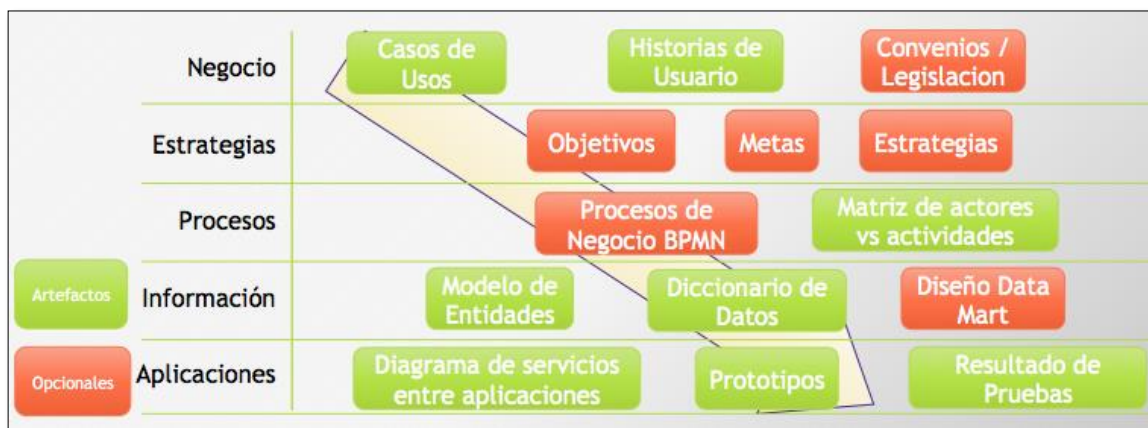 Negocio
Casos de
Usos
Historias de
Usuario
Convenios /
Legislacion
Estrategias
Objetivos
Metas
Estrategias
Procesos
Procesos de
Negocio BPMN
Matriz de actores
vs actividades
Artefactos
Información
Modelo de
Entidades
Diccionario de
Datos
Diseño Data
Mart
Opcionales
Aplicaciones
Diagrama de servicios
entre aplicaciones
Prototipos
Resultado de
Pruebas